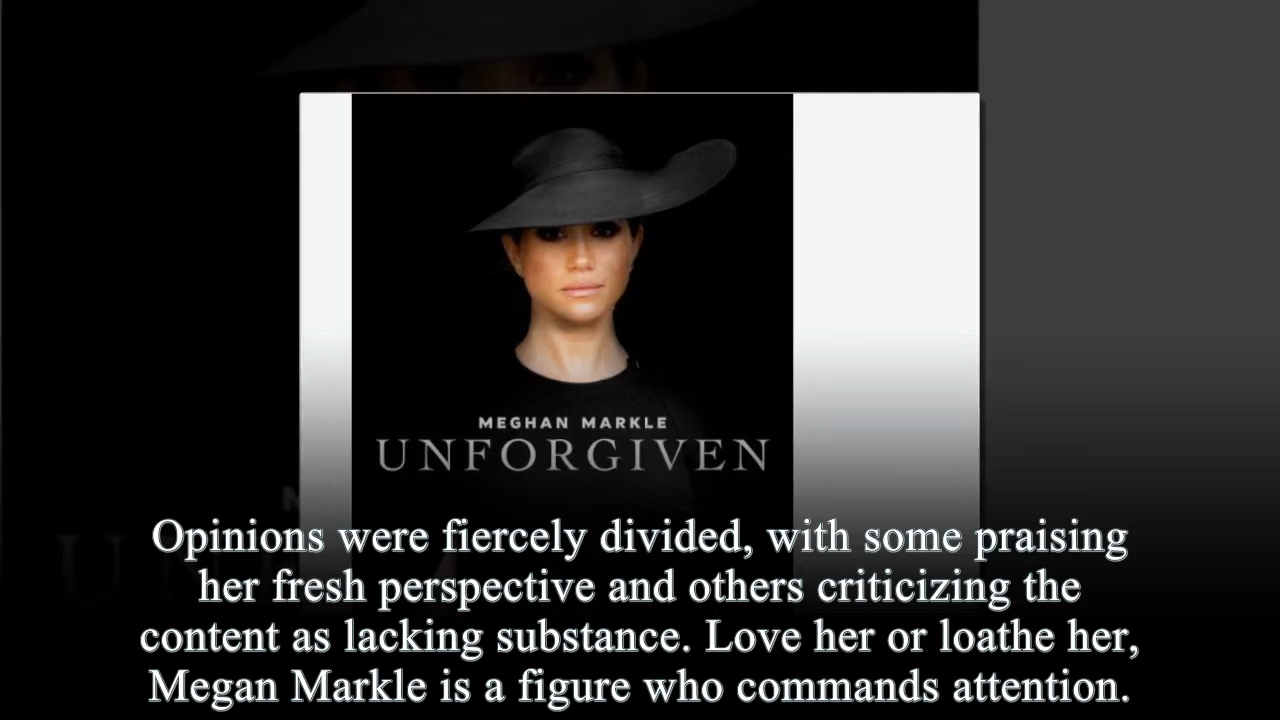 MEGHAN MARKLE
UNFORGIVEN
Opinions were fiercely divided, with some praising
her fresh perspective and others criticizing the
content as lacking substance. Love her or loathe her,
Megan Markle is a figure who commands attention.